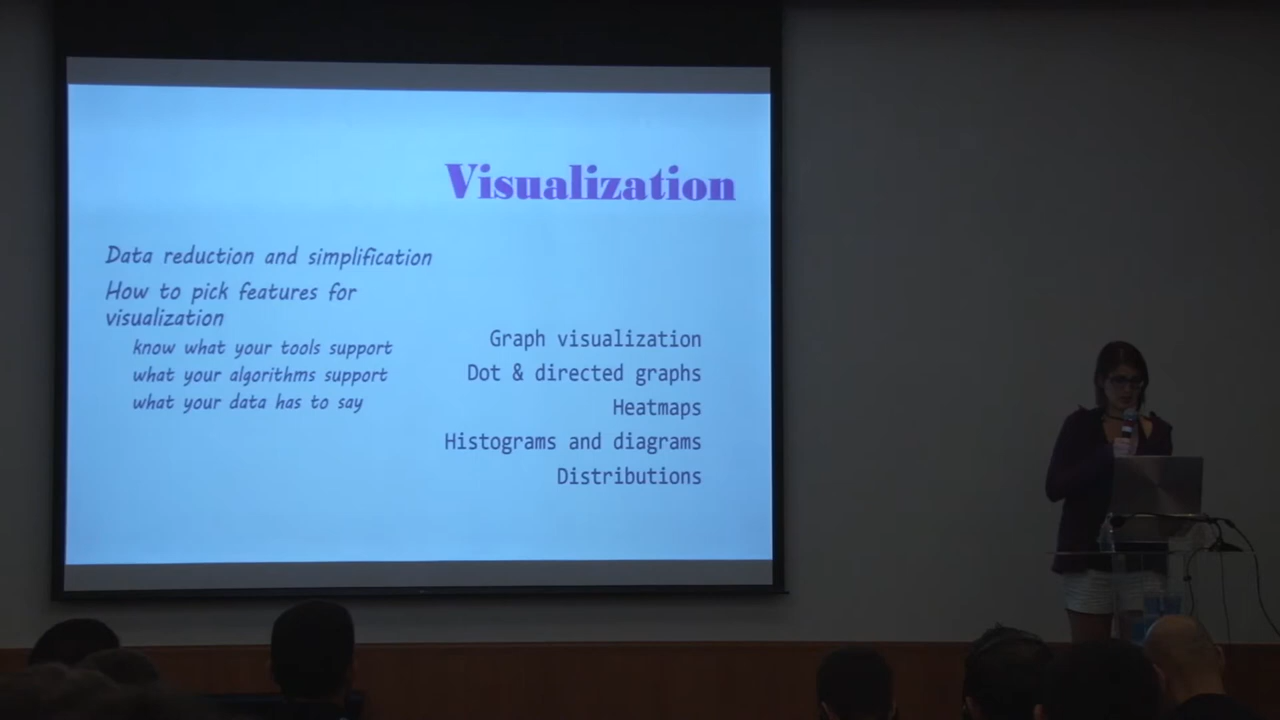 Visualization
Data reduction and simplification
How to pick features for
visualization
know what your tools support
what your algorithms support
what your data has to say
Graph visualization
Dot & directed graphs
Heatmaps
Histograms and diagrams
Distributions